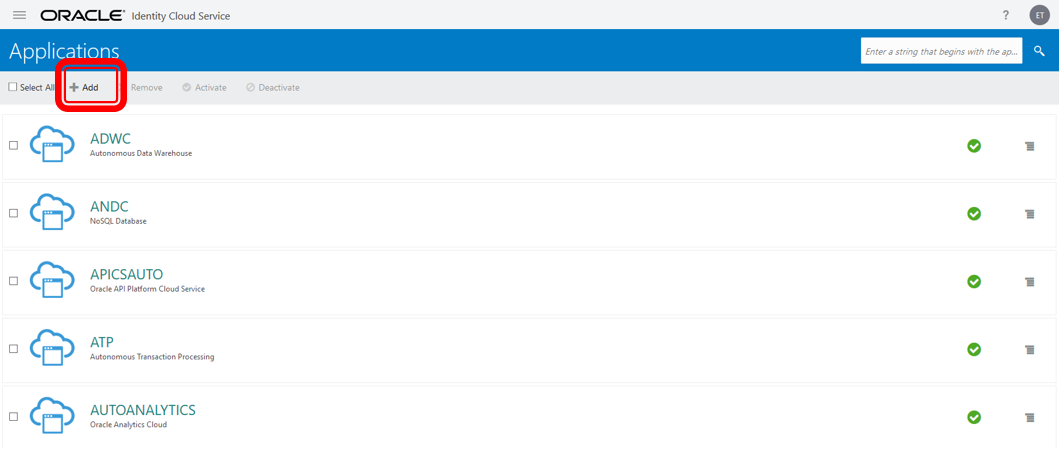 ORACLE® Identity Cloud Service ? ET
Applications
Enter a string that begins with the ap...
Select All Add Remove Activate Deactivate
ADWC
Autonomous Data Warehouse
ANDC
NoSQL Database
APICSAUTO
Oracle API Platform Cloud Service
ATP
Autonomous Transaction Processing
AUTOANALYTICS
Oracle Analytics Cloud